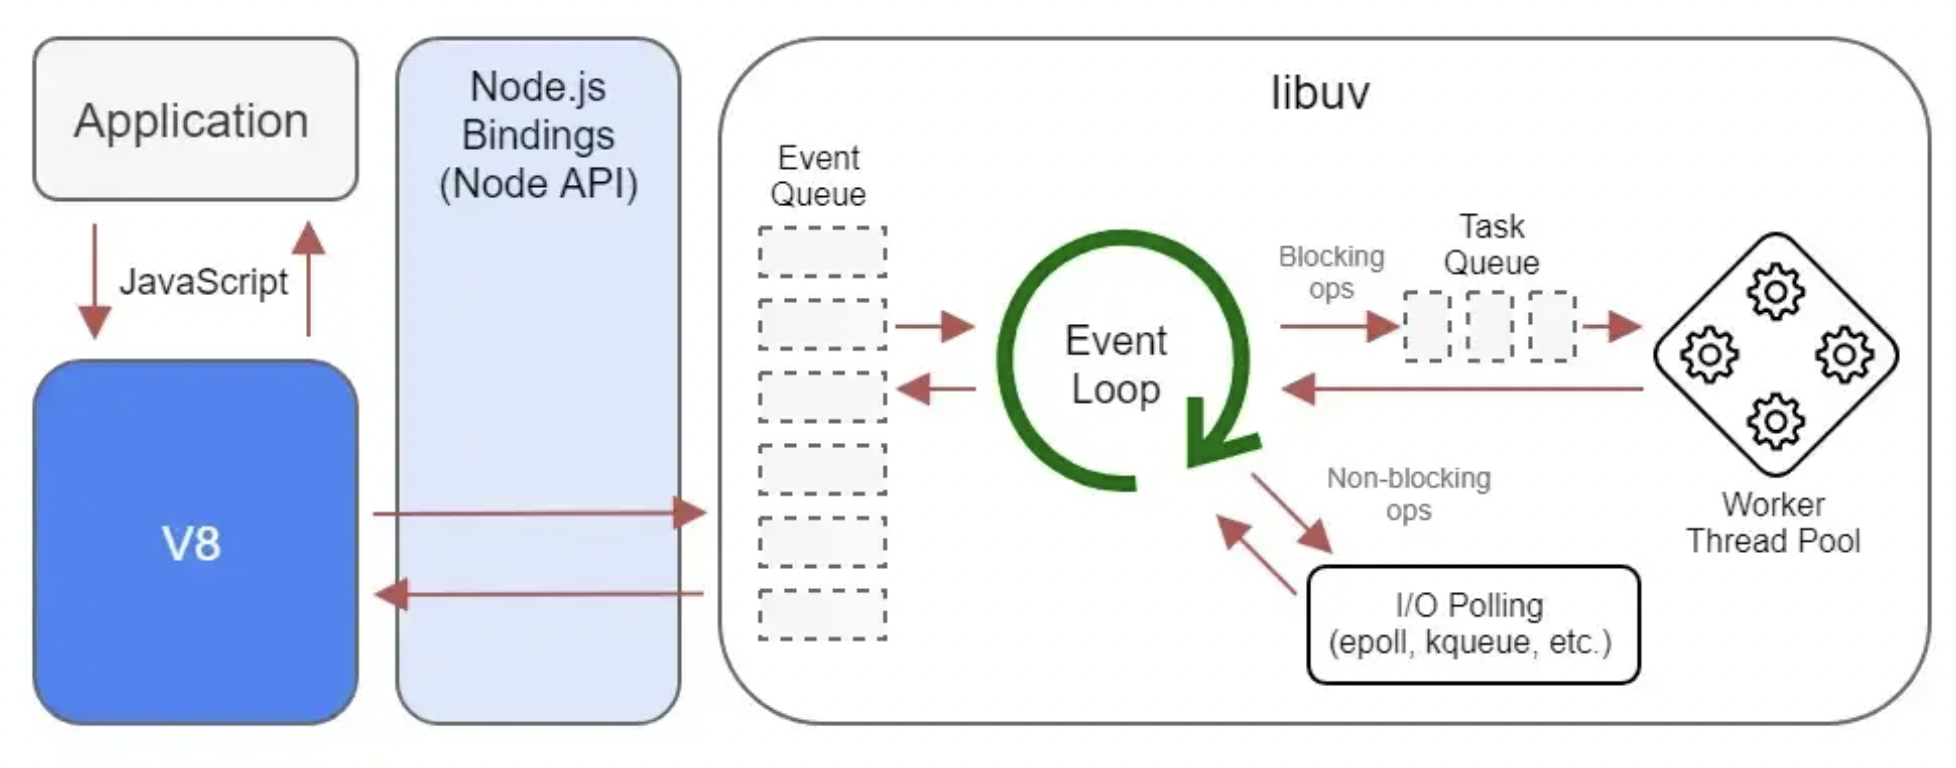 Application
JavaScript
V8
Node.js
Bindings
(Node API)
libuv
Event
Queue
Event
Loop
Blocking
ops
Task
Queue
Worker
Thread Pool
Non-blocking
ops
I/O Polling
(epoll, kqueue, etc.)